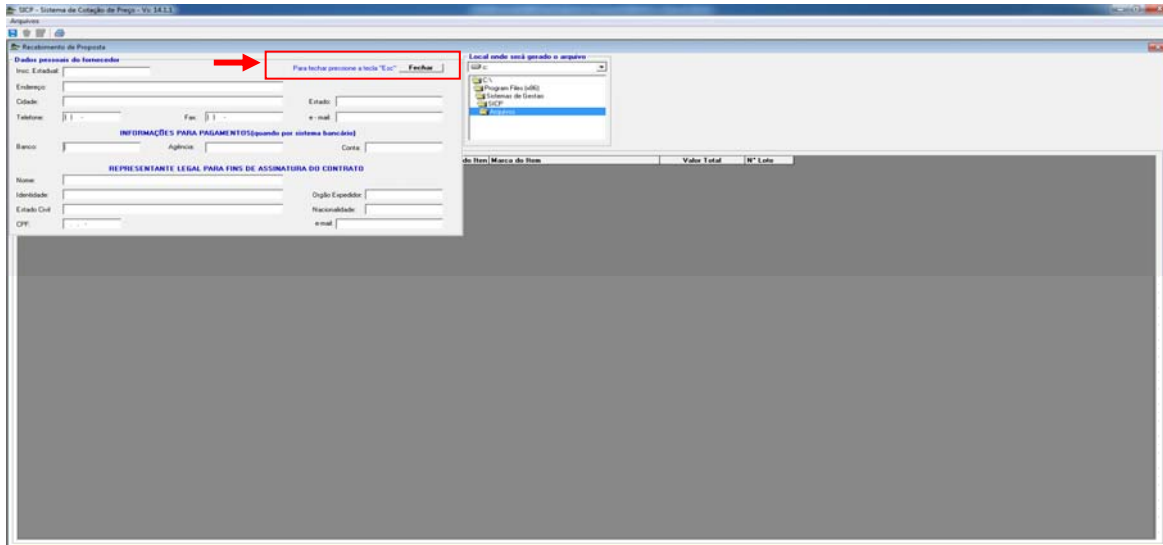 SICP - Sistema de Cotação de Preço - Vs: 14.1.1
Arquivos
Recebimento de Proposta
Dados pessoais do fornecedor
Insc. Estadual:
Para fechar precione a tecla "Esc" Fechar
Endereço:
Cidade:
Estado:
Telefone: ( ) -
Fax: ( ) -
e - mail:
INFORMAÇÕES PARA PAGAMENTOS(quando por sistema bancário)
Banco:
Agência:
Conta:
REPRESENTANTE LEGAL PARA FINS DE ASSINATURA DO CONTRATO
Nome:
Identidade:
Orgão Expedidor:
Estado Civil
Nacionalidade:
CPF: . . -
e-mail:
Local onde será gerado o arquivo
c:
C:\
Program Files (x86)
Sistemas de Gestao
SICP
Arquivos
do Item Marca do Item Valor Total N° Lote